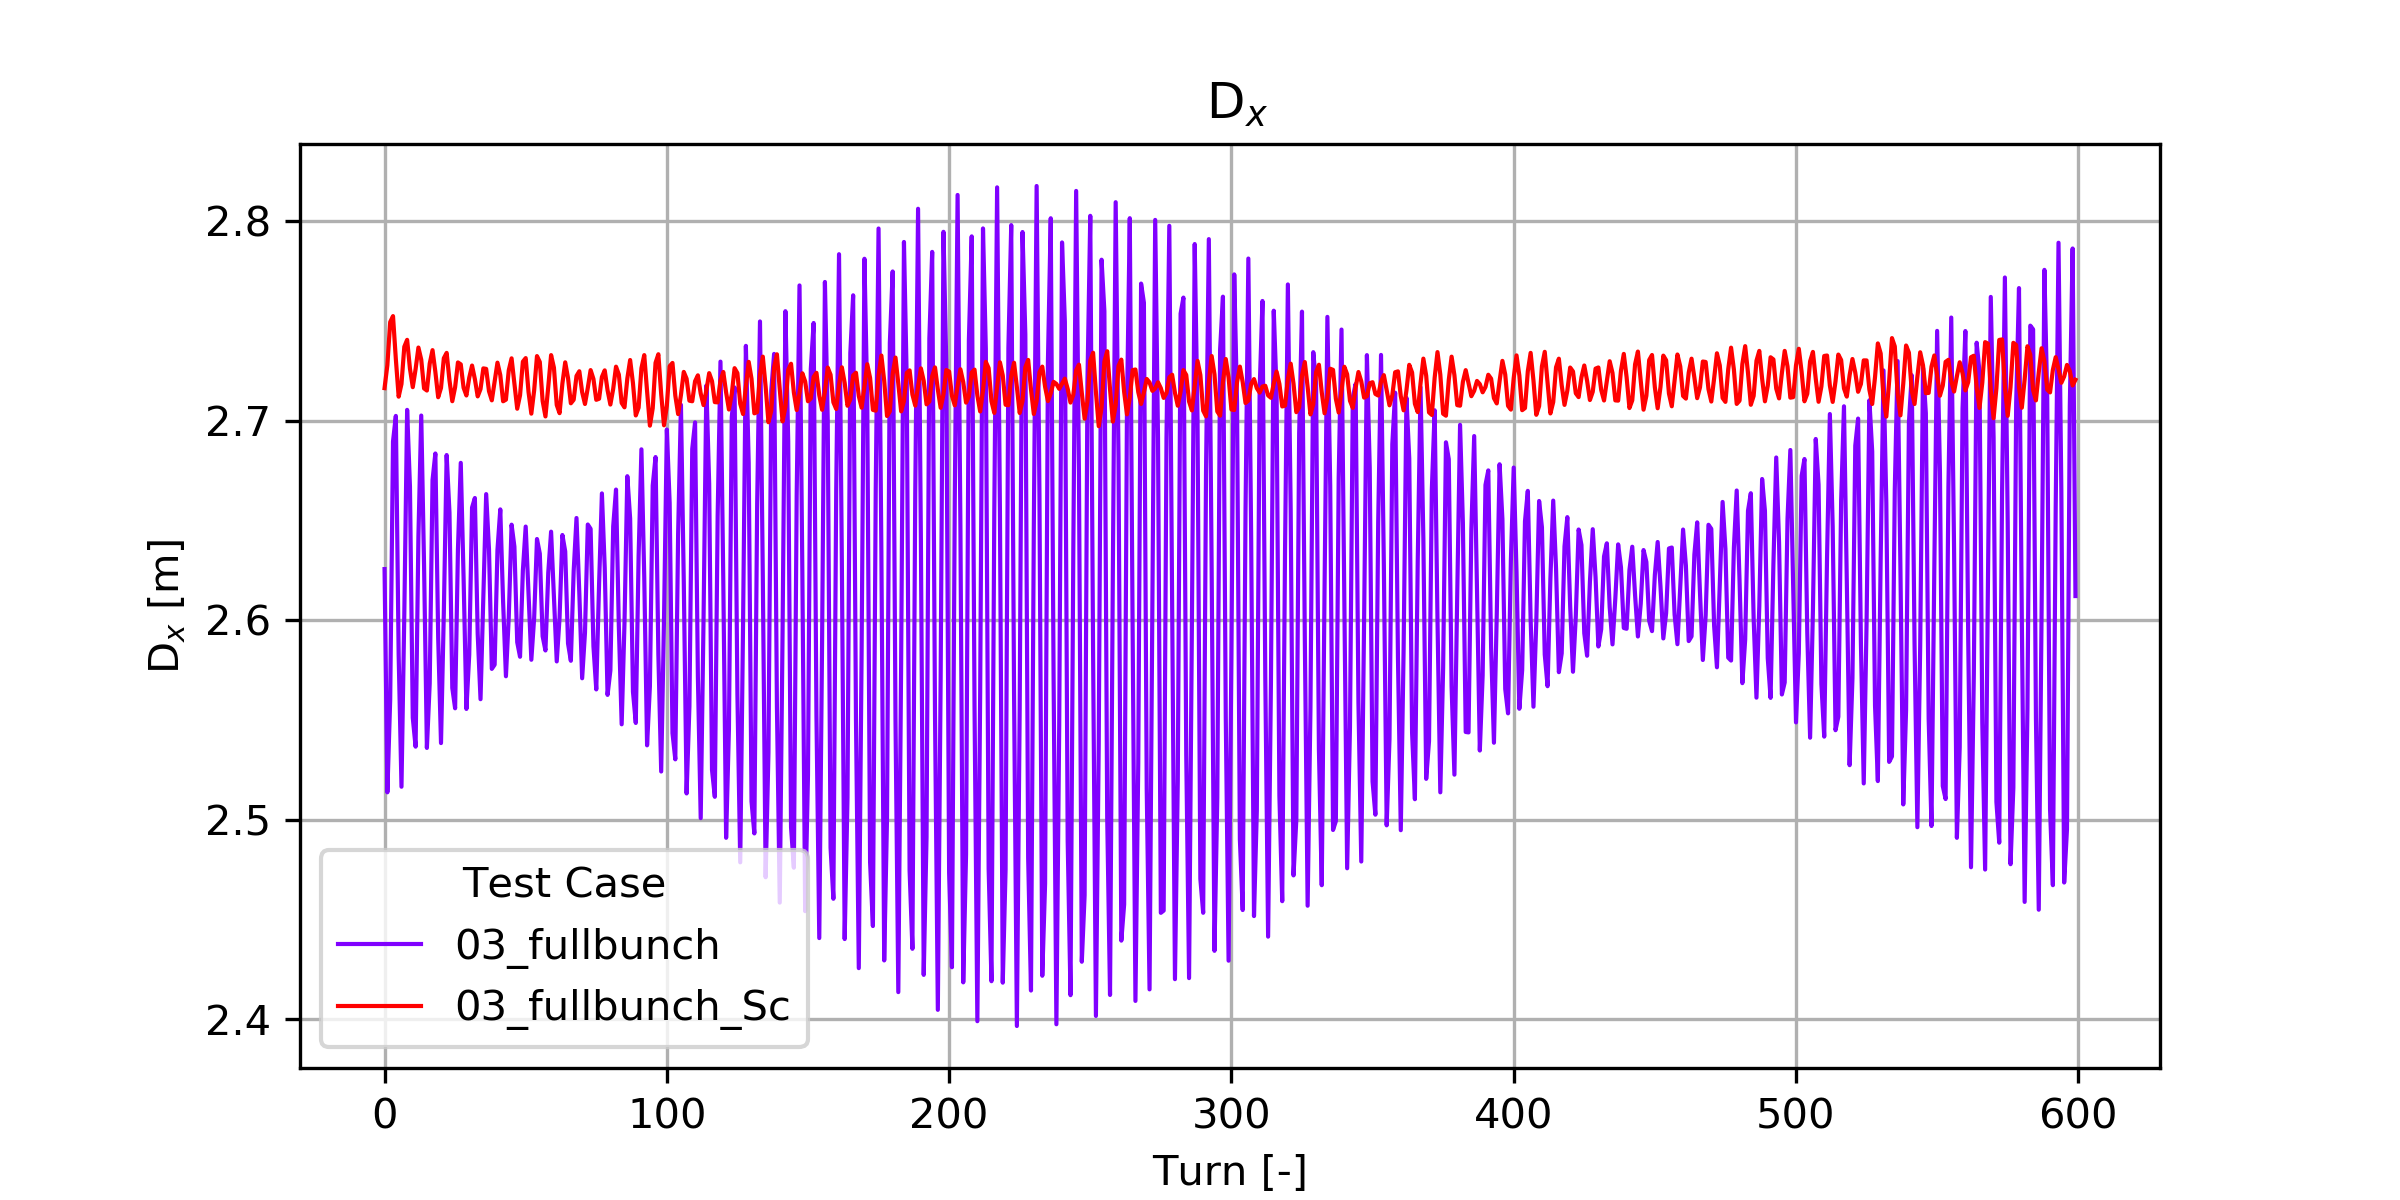 Dx
Dx [m]
2.8
2.7
2.6
2.5
2.4
Test Case
03_fullbunch
03_fullbunch_Sc
0 100 200 300 400 500 600
Turn [-]